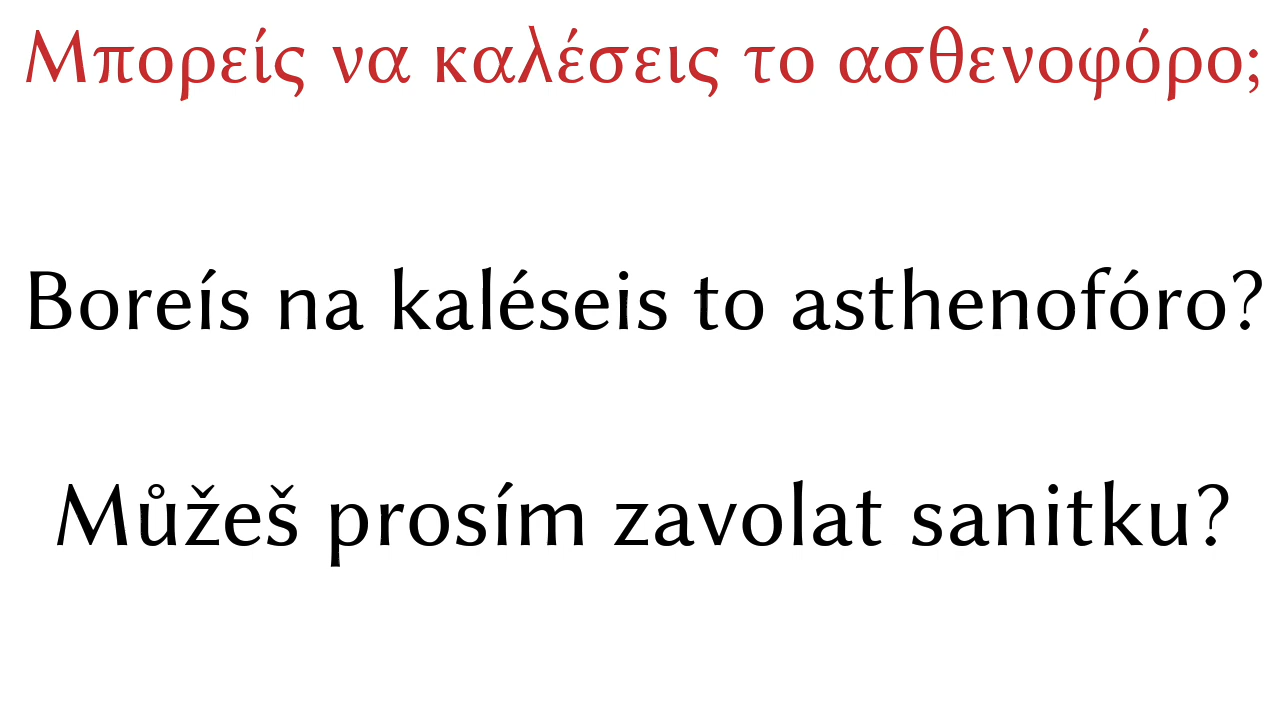 Μπορείς να καλέσεις το ασθενοφόρο;
Boreís na kaléseis to asthenofóro?
Můžeš prosím zavolat sanitku?